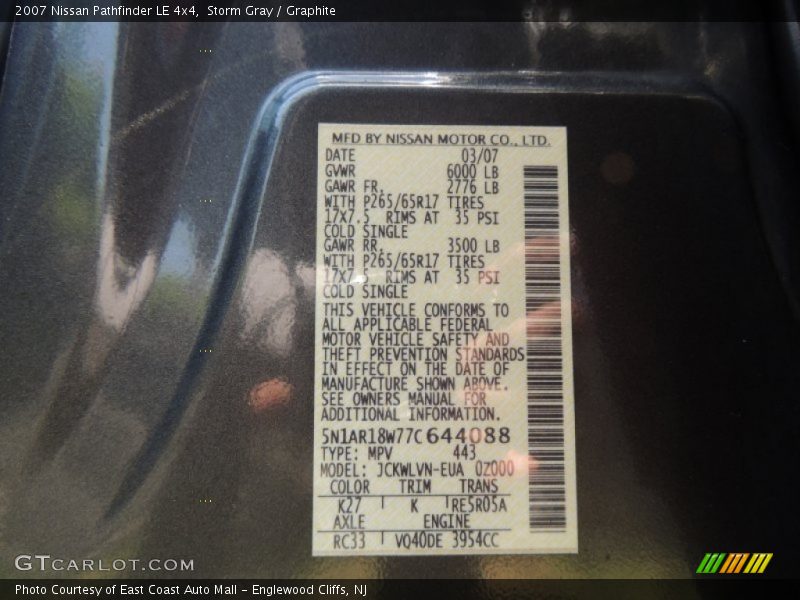 2007 Nissan Pathfinder LE 4x4,  Storm Gray / Graphite
MFD BY NISSAN MOTOR CO., LTD.
DATE 03/07
GVWR 6000 LB
GAWR FR. 2776 LB
WITH P265/65R17 TIRES
17X7.5 RIMS AT 35 PSI
COLD SINGLE
GAWR RR. 3500 LB
WITH P265/65R17 TIRES
17X7.5 RIMS AT 35 PSI
COLD SINGLE
THIS VEHICLE CONFORMS TO
ALL APPLICABLE FEDERAL
MOTOR VEHICLE SAFETY AND
THEFT PREVENTION STANDARDS
IN EFFECT ON THE DATE OF
MANUFACTURE SHOWN ABOVE.
SEE OWNERS MANUAL FOR
ADDITIONAL INFORMATION.
5N1AR18W77C644088
TYPE: MPV 443
MODEL: JCKWLVN-EUA 0Z000
COLOR TRIM TRANS
K27 K RE5R05A
AXLE ENGINE
RC33 VQ40DE 3954CC
GTCARLOT.COM
Photo Courtesy of East Coast Auto Mall - Englewood Cliffs, NJ